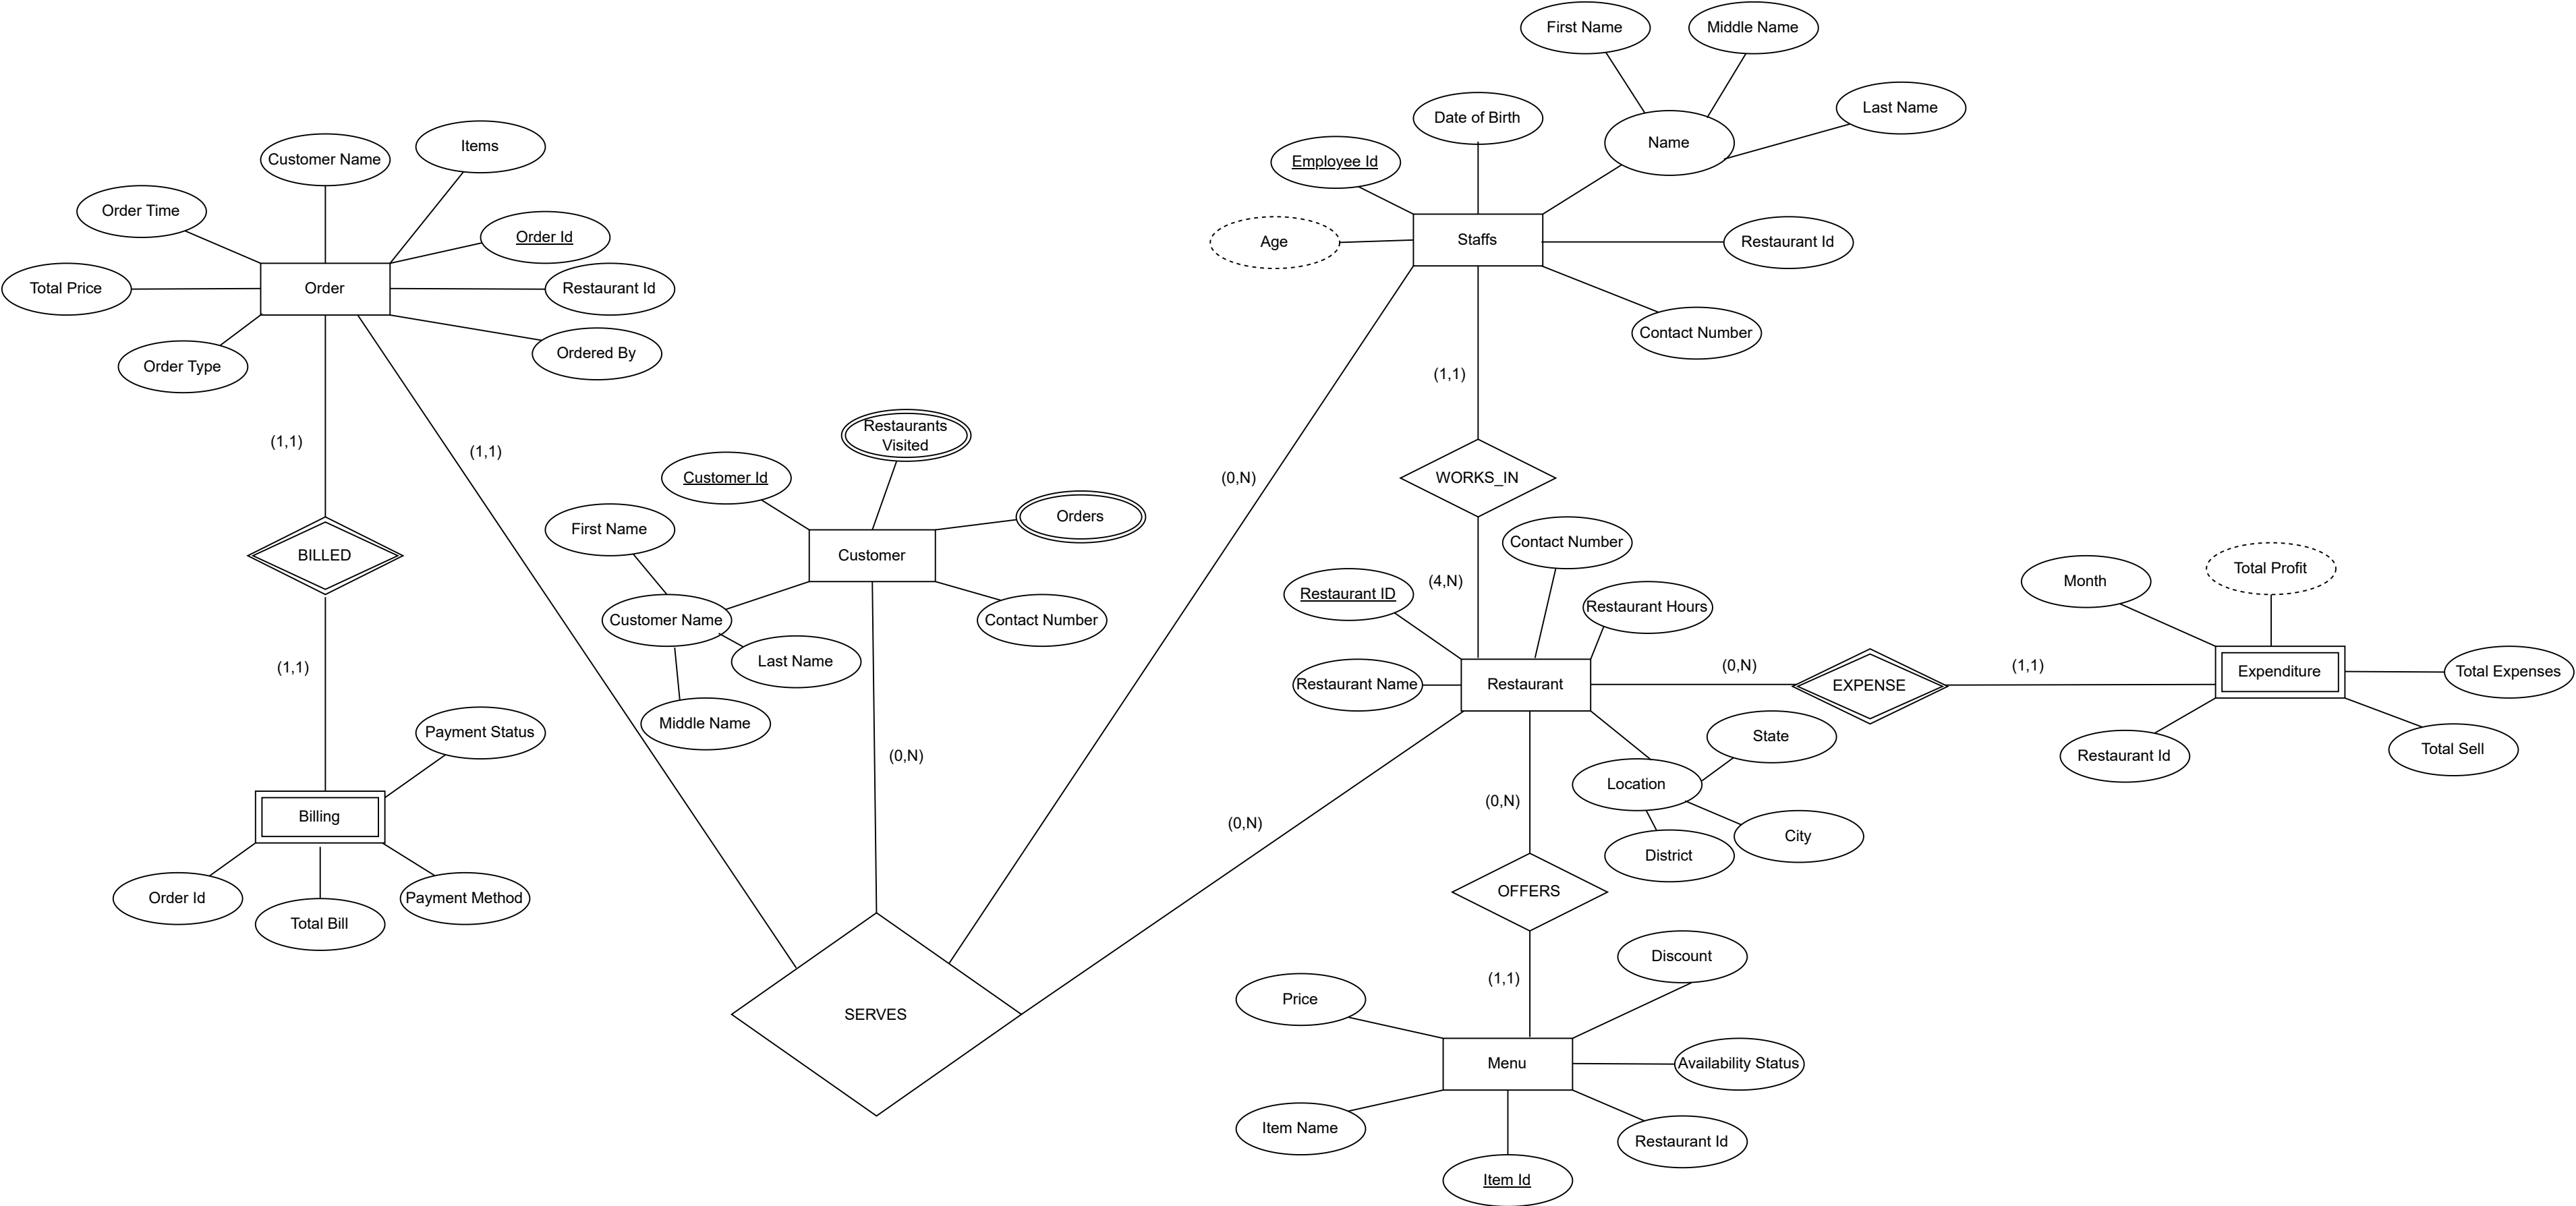 First Name
Middle Name
Last Name
Date of Birth
Name
Employee Id
Age
Staffs
Restaurant Id
Contact Number
Customer Name
Items
Order Time
Order Id
Total Price
Order
Restaurant Id
Order Type
Ordered By
(1,1)
(1,1)
(1,1)
(0,N)
WORKS_IN
Restaurants
Visited
Customer Id
Orders
First Name
Customer
Customer Name
Last Name
Middle Name
Contact Number
BILLED
(1,1)
(0,N)
(4,N)
Contact Number
Restaurant ID
Restaurant Hours
Restaurant Name
Restaurant
(0,N)
EXPENSE
(1,1)
Month
Total Profit
Expenditure
Total Expenses
Restaurant Id
Total Sell
State
Location
City
District
(0,N)
(0,N)
OFFERS
Payment Status
Billing
Order Id
Total Bill
Payment Method
SERVES
(1,1)
Discount
Price
Menu
Availability Status
Item Name
Restaurant Id
Item Id